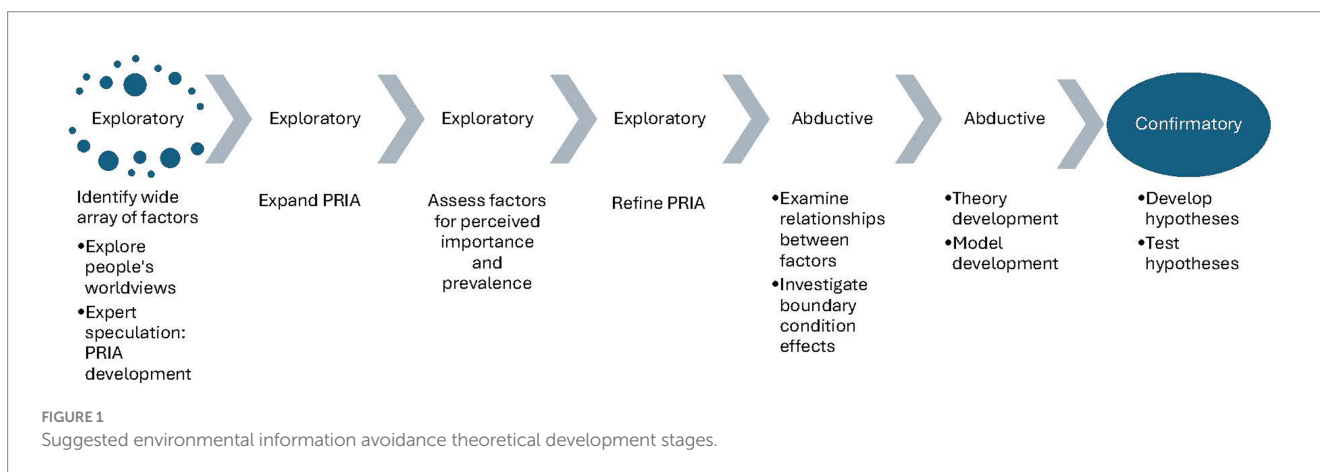 Exploratory
Exploratory
Exploratory
Exploratory
Abductive
Abductive
Confirmatory
Identify wide
array of factors
•Explore
people's
worldviews
•Expert
speculation:
PRIA
development
Expand PRIA
Assess factors
for perceived
importance
and
prevalence
Refine PRIA
•Examine
relationships
between
factors
•Investigate
boundary
condition
effects
•Theory
development
•Model
development
•Develop
hypotheses
•Test
hypotheses
FIGURE 1
Suggested environmental information avoidance theoretical development stages.